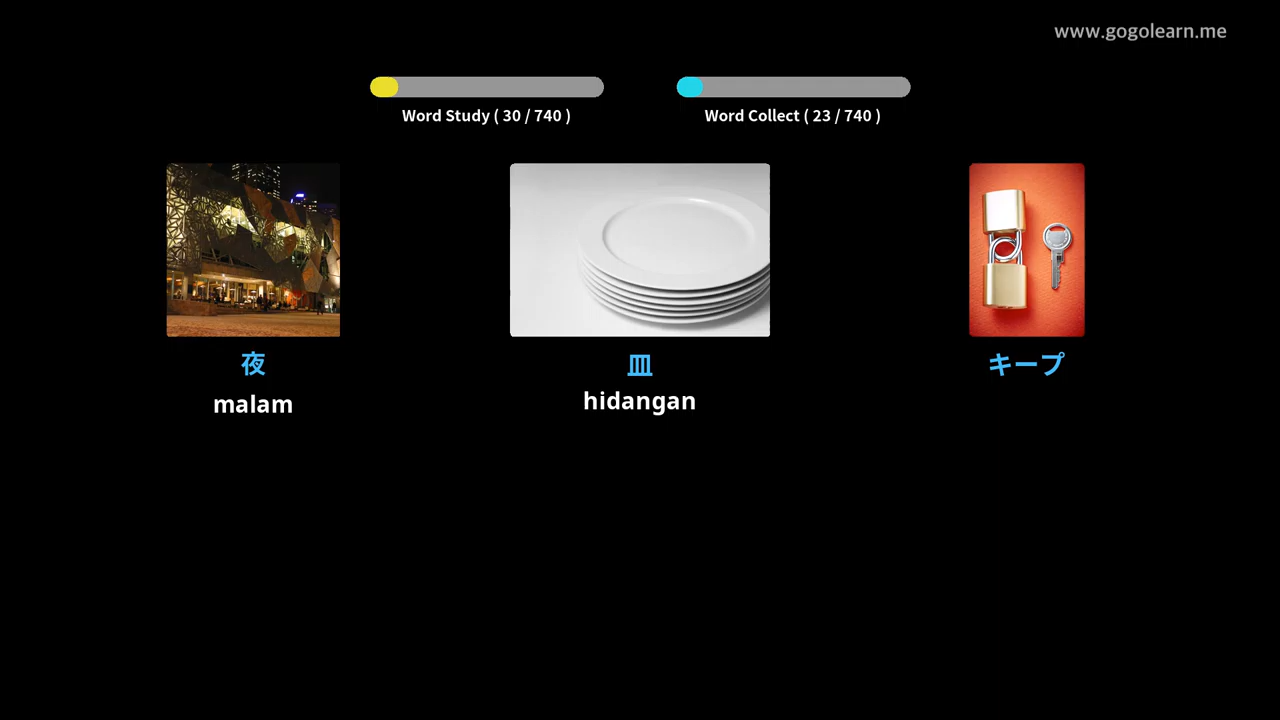 www.gogolearn.me
Word Study ( 30 / 740 )
Word Collect ( 23 / 740 )
夜
malam
皿
hidangan
キープ